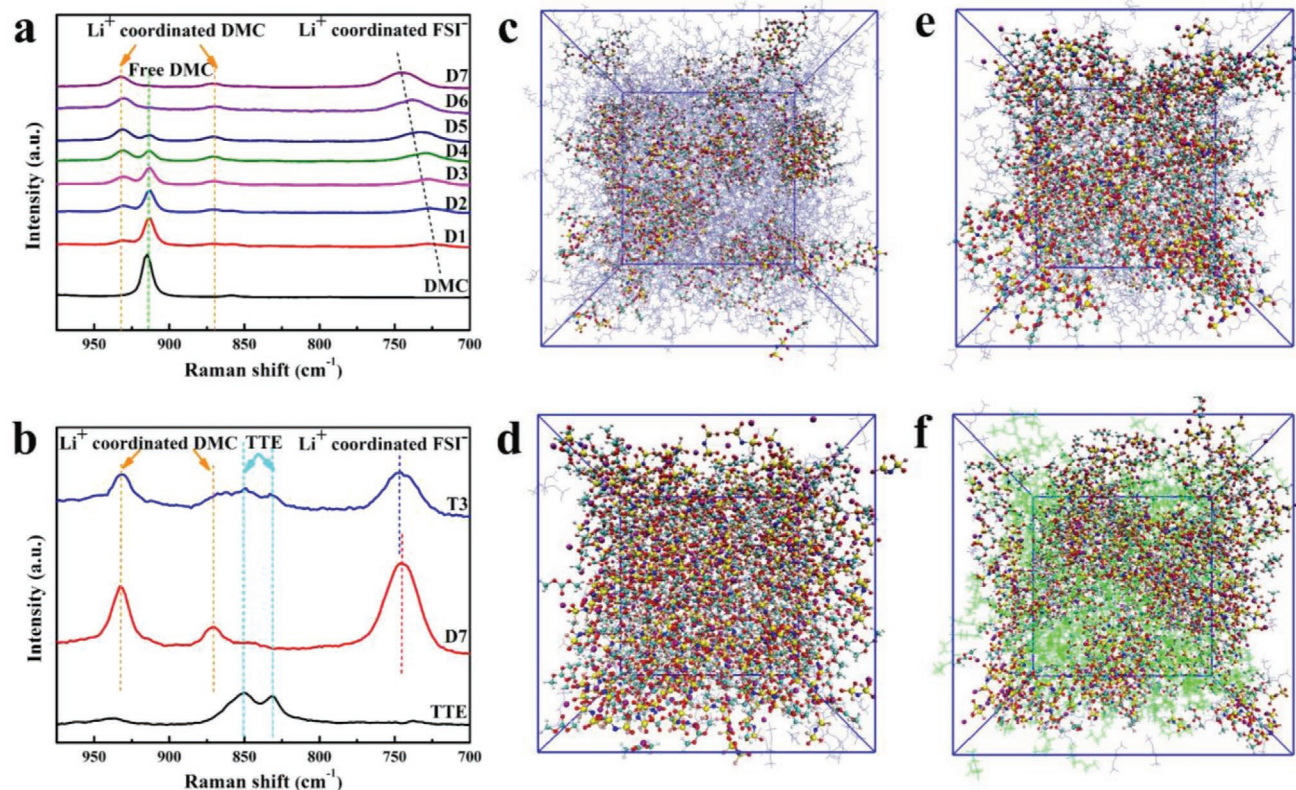 a
Li+ coordinated DMC
Li+ coordinated FSI-
Free DMC
D7
D6
D5
D4
D3
D2
D1
DMC
Intensity (a.u.)
950 900 850 800 750 700
Raman shift (cm-1)
b
Li+ coordinated DMC
TTE
Li+ coordinated FSI-
T3
D7
TTE
Intensity (a.u.)
950 900 850 800 750 700
Raman shift (cm-1)
c
d
e
f